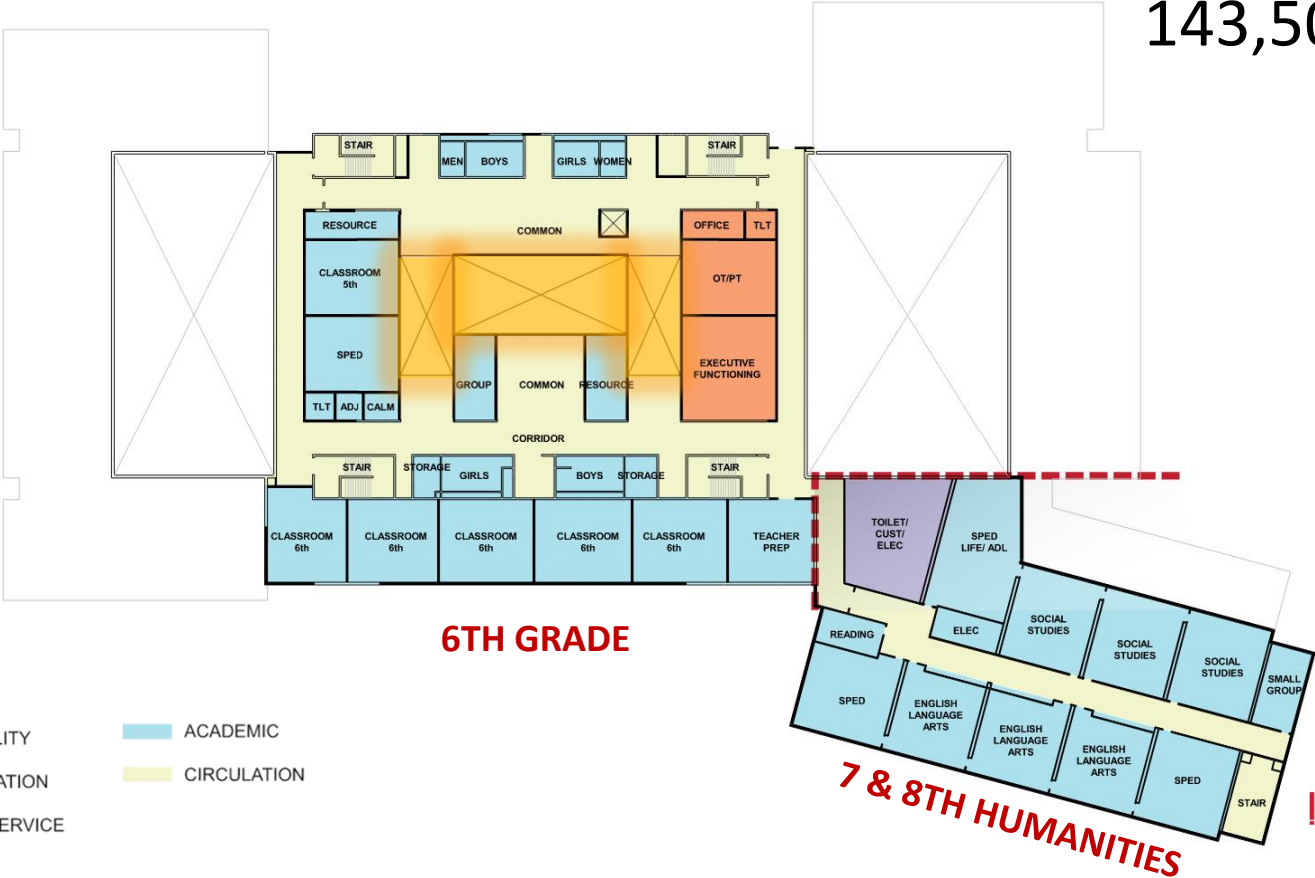 143,50
STAIR
STAIR
MEN
BOYS
GIRLS
WOMEN
RESOURCE
COMMON
OFFICE
TLT
CLASSROOM
5th
OT/PT
SPED
EXECUTIVE
FUNCTIONING
GROUP
COMMON
RESOURCE
TLT
ADJ
CALM
CORRIDOR
STAIR
STORAGE
GIRLS
BOYS
STORAGE
STAIR
CLASSROOM
6th
CLASSROOM
6th
CLASSROOM
6th
CLASSROOM
6th
CLASSROOM
6th
TEACHER
PREP
TOILET/
CUST/
ELEC
SPED
LIFE/ ADL
6TH GRADE
READING
ELEC
SOCIAL
STUDIES
SOCIAL
STUDIES
SOCIAL
STUDIES
SMALL
GROUP
SPED
ENGLISH
LANGUAGE
ARTS
ENGLISH
LANGUAGE
ARTS
ENGLISH
LANGUAGE
ARTS
SPED
STAIR
7 & 8TH HUMANITIES
LITY
ACADEMIC
ATION
CIRCULATION
ERVICE